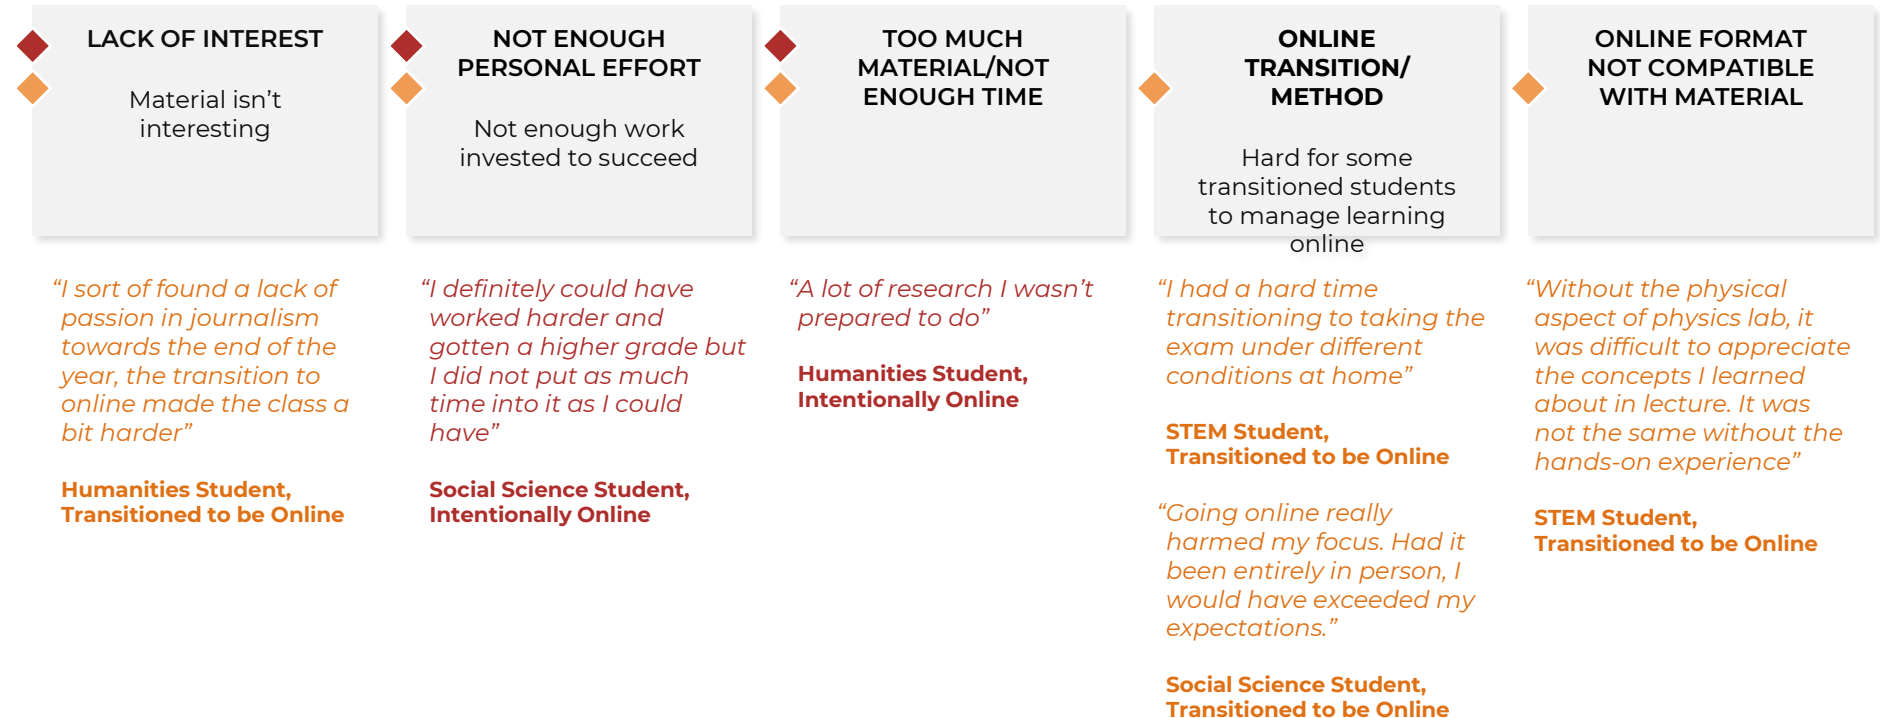 LACK OF INTEREST
Material isn’t
interesting
“I sort of found a lack of
passion in journalism
towards the end of the
year, the transition to
online made the class a
bit harder”
Humanities Student,
Transitioned to be Online
NOT ENOUGH
PERSONAL EFFORT
Not enough work
invested to succeed
“I definitely could have
worked harder and
gotten a higher grade but
I did not put as much
time into it as I could
have”
Social Science Student,
Intentionally Online
TOO MUCH
MATERIAL/NOT
ENOUGH TIME
“A lot of research I wasn’t
prepared to do”
Humanities Student,
Intentionally Online
ONLINE
TRANSITION/
METHOD
Hard for some
transitioned students
to manage learning
online
“I had a hard time
transitioning to taking the
exam under different
conditions at home”
STEM Student,
Transitioned to be Online
“Going online really
harmed my focus. Had it
been entirely in person, I
would have exceeded my
expectations.”
Social Science Student,
Transitioned to be Online
ONLINE FORMAT
NOT COMPATIBLE
WITH MATERIAL
“Without the physical
aspect of physics lab, it
was difficult to appreciate
the concepts I learned
about in lecture. It was
not the same without the
hands-on experience”
STEM Student,
Transitioned to be Online